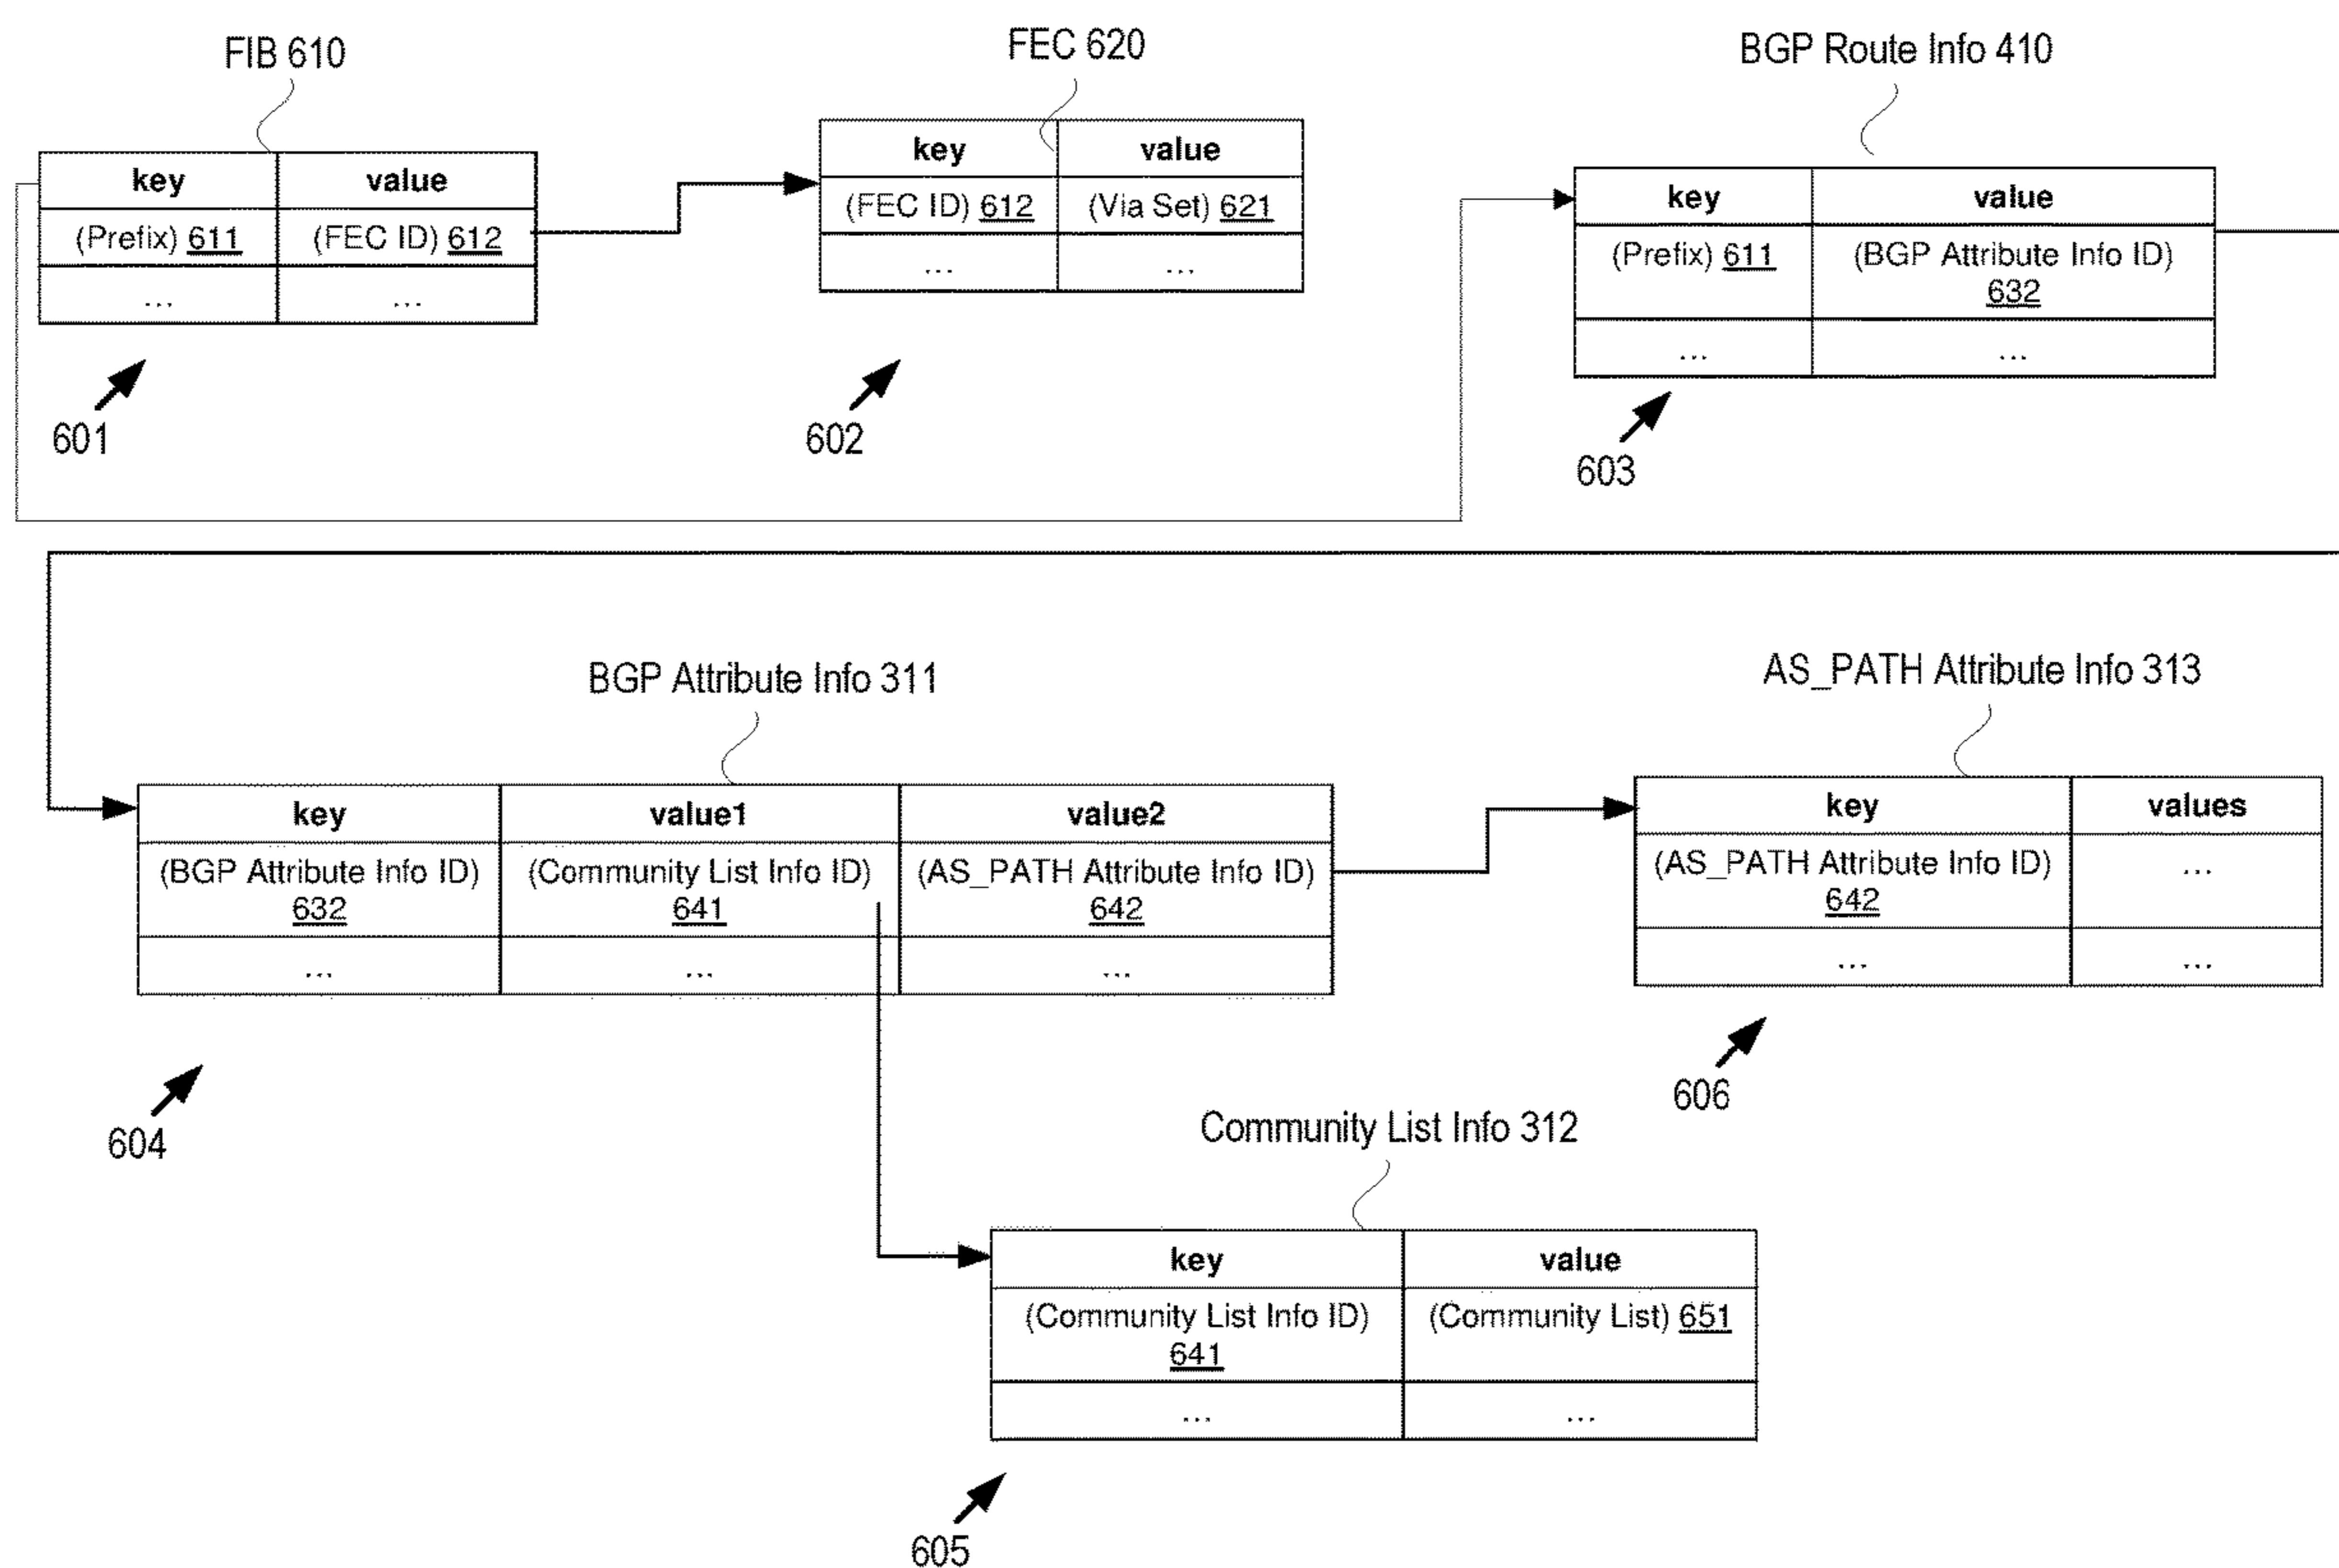 FIB 610
key value
(Prefix) 611 (FEC ID) 612
... ...
601
FEC 620
key value
(FEC ID) 612 (Via Set) 621
... ...
602
BGP Route Info 410
key value
(Prefix) 611 (BGP Attribute Info ID)
632
... ...
603
BGP Attribute Info 311
key value1 value2
(BGP Attribute Info ID) (Community List Info ID) (AS_PATH Attribute Info ID)
632 641 642
... ... ...
604
AS_PATH Attribute Info 313
key values
(AS_PATH Attribute Info ID) ...
642
... ...
606
Community List Info 312
key value
(Community List Info ID) (Community List) 651
641
... ...
605